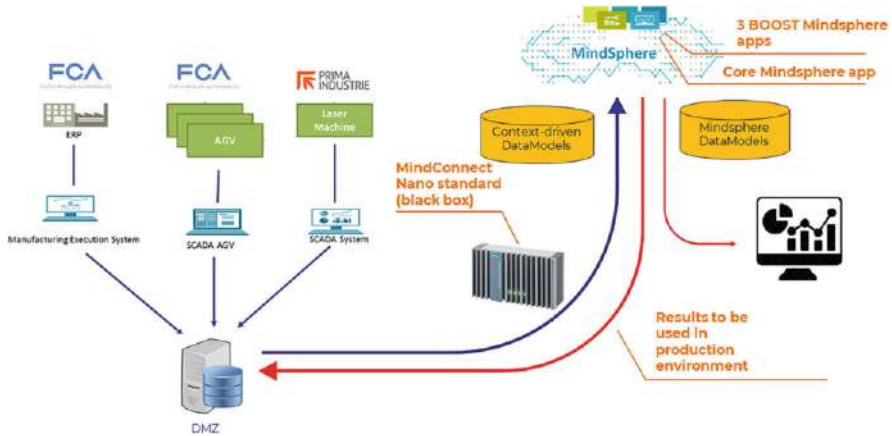 3 BOOST Mindsphere
apps
MindSphere
Core Mindsphere app
FCA
FCA
PRIMA
INDUSTRIE
ERP
AGV
Laser
Machine
Context-driven
DataModels
Mindsphere
DataModels
MindConnect
Nano standard
(black box)
Manufacturing Execution System
SCADA AGV
SCADA System
Results to be
used in
production
environment
DMZ